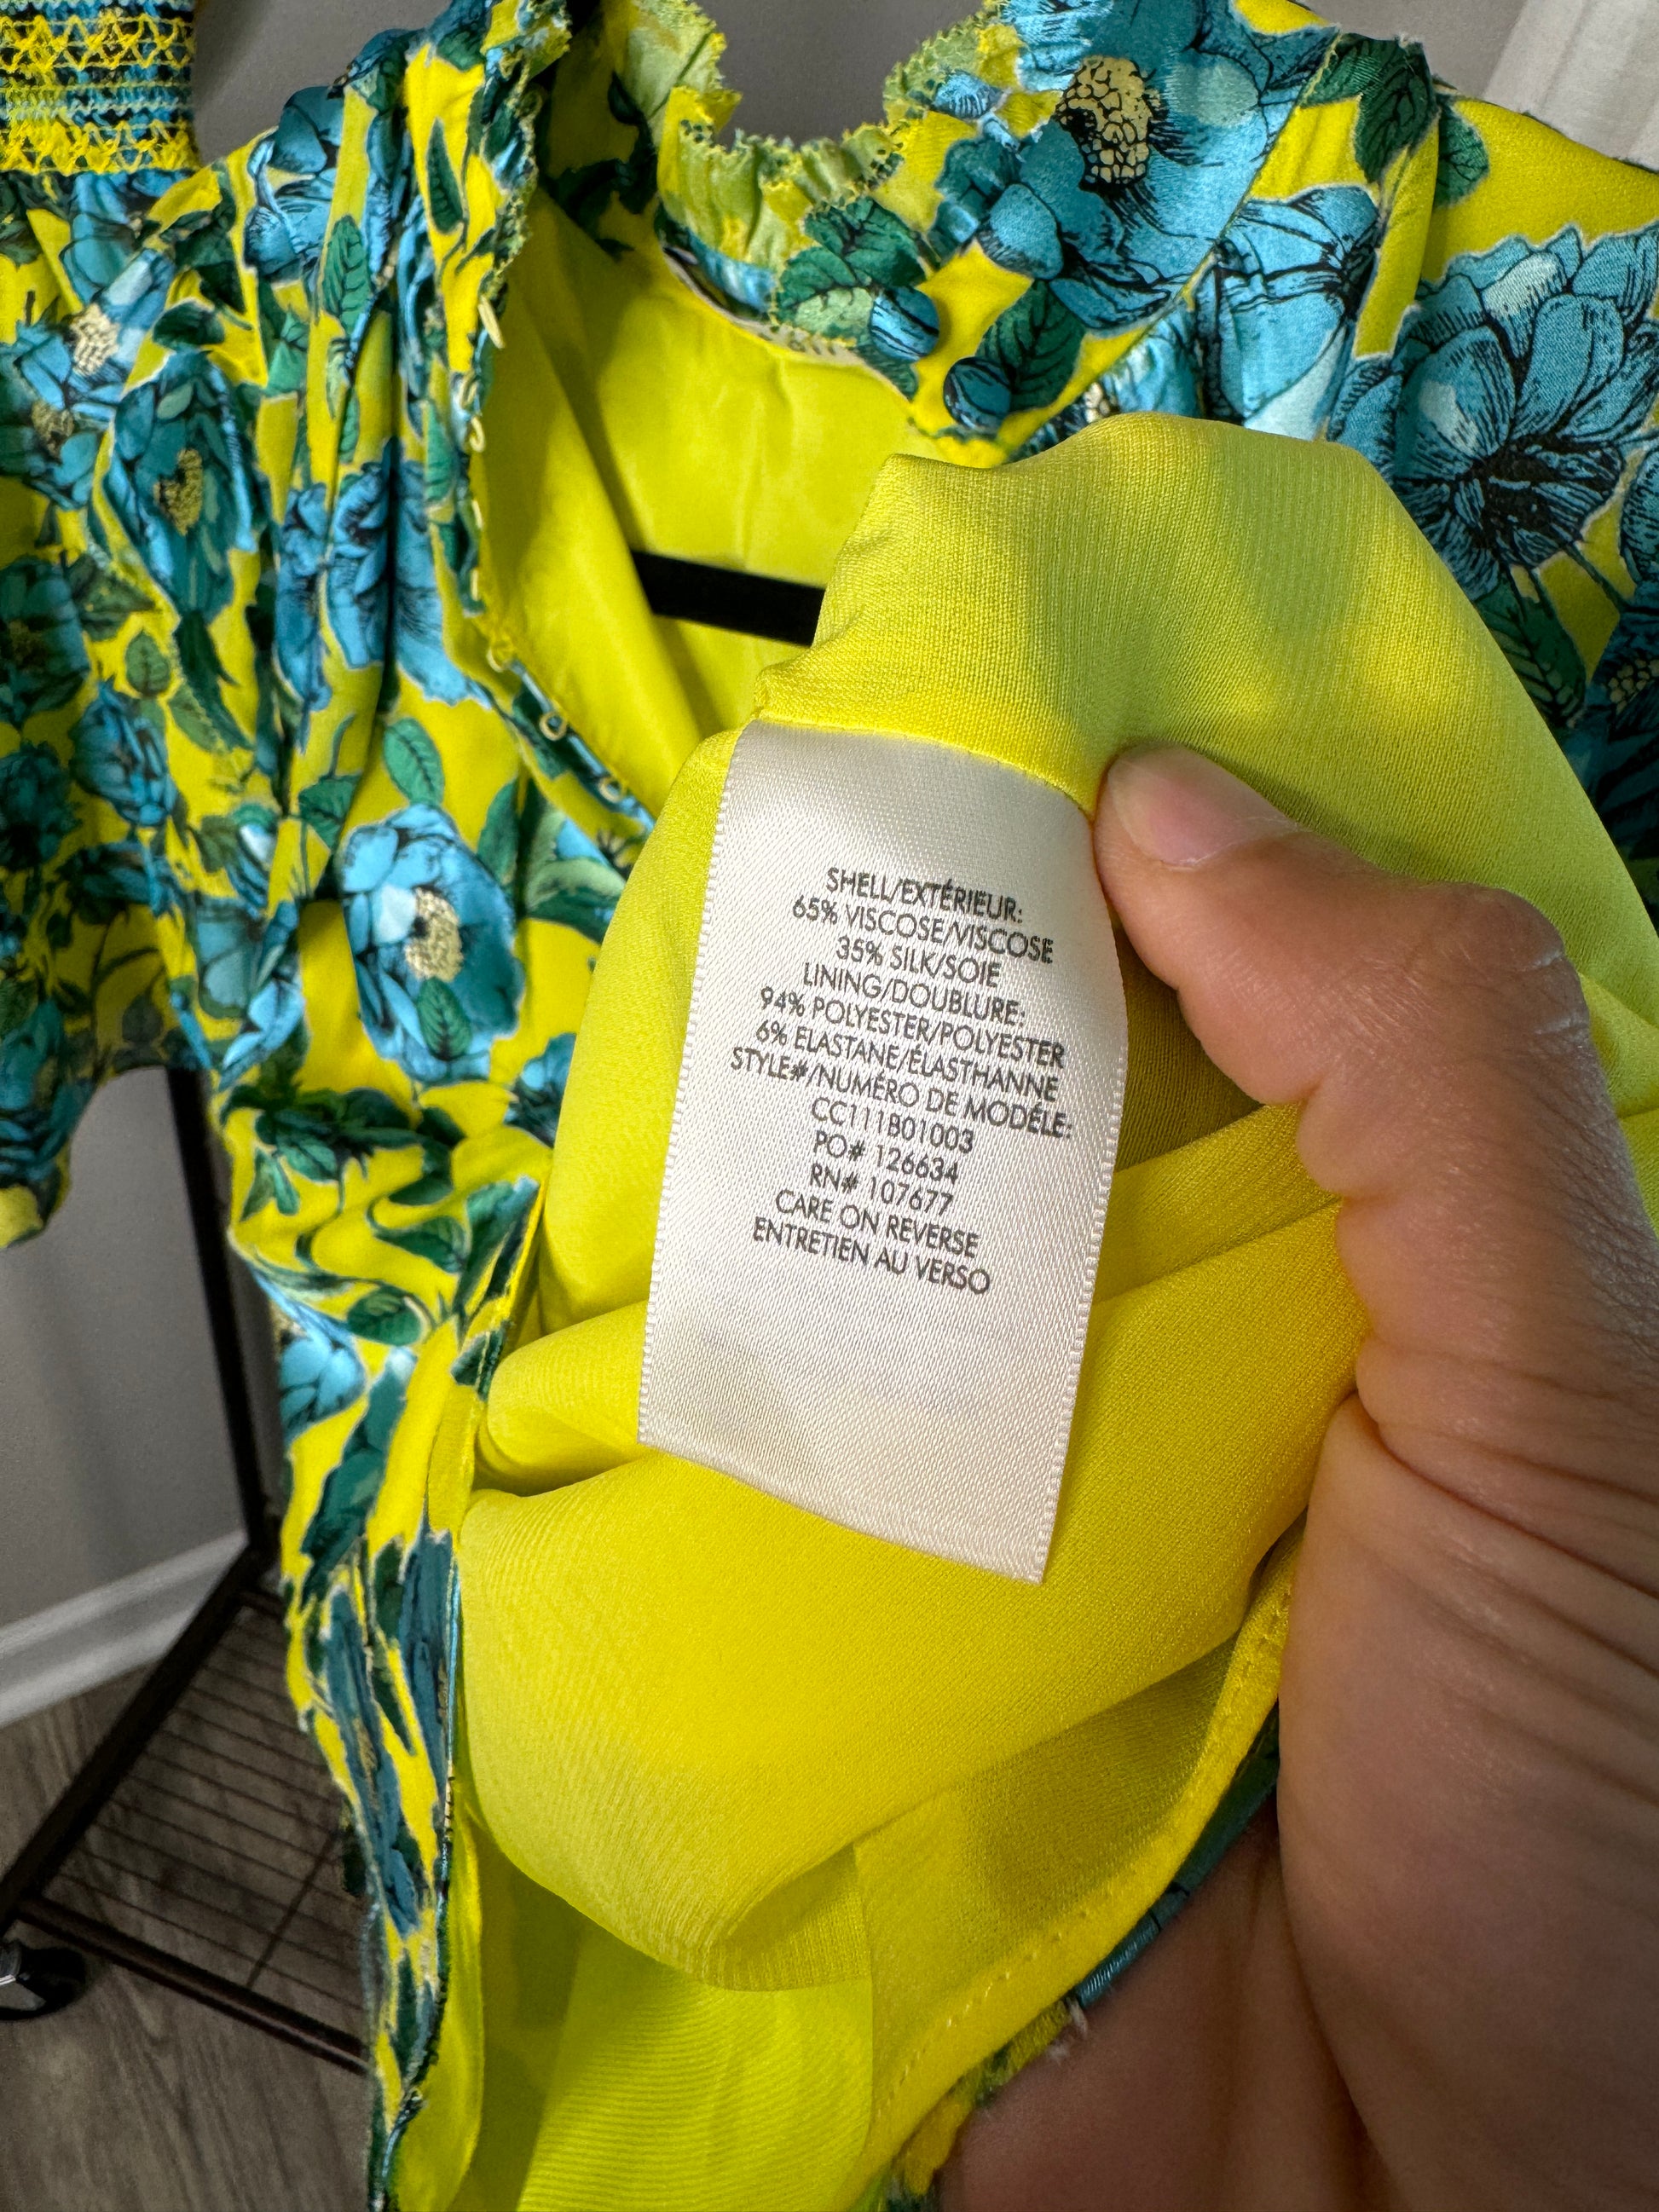 SHELL/EXTÉRIEUR:
65% VISCOSE/VISCOSE
35% SILK/SOIE
LINING/DOUBLURE:
94% POLYESTER/POLYESTER
6% ELASTANE/ÉLASTHANNE
STYLE#/NUMÉRO DE MODÉLE:
CC111B01003
PO# 126634
RN# 107677
CARE ON REVERSE
ENTRETIEN AU VERSO